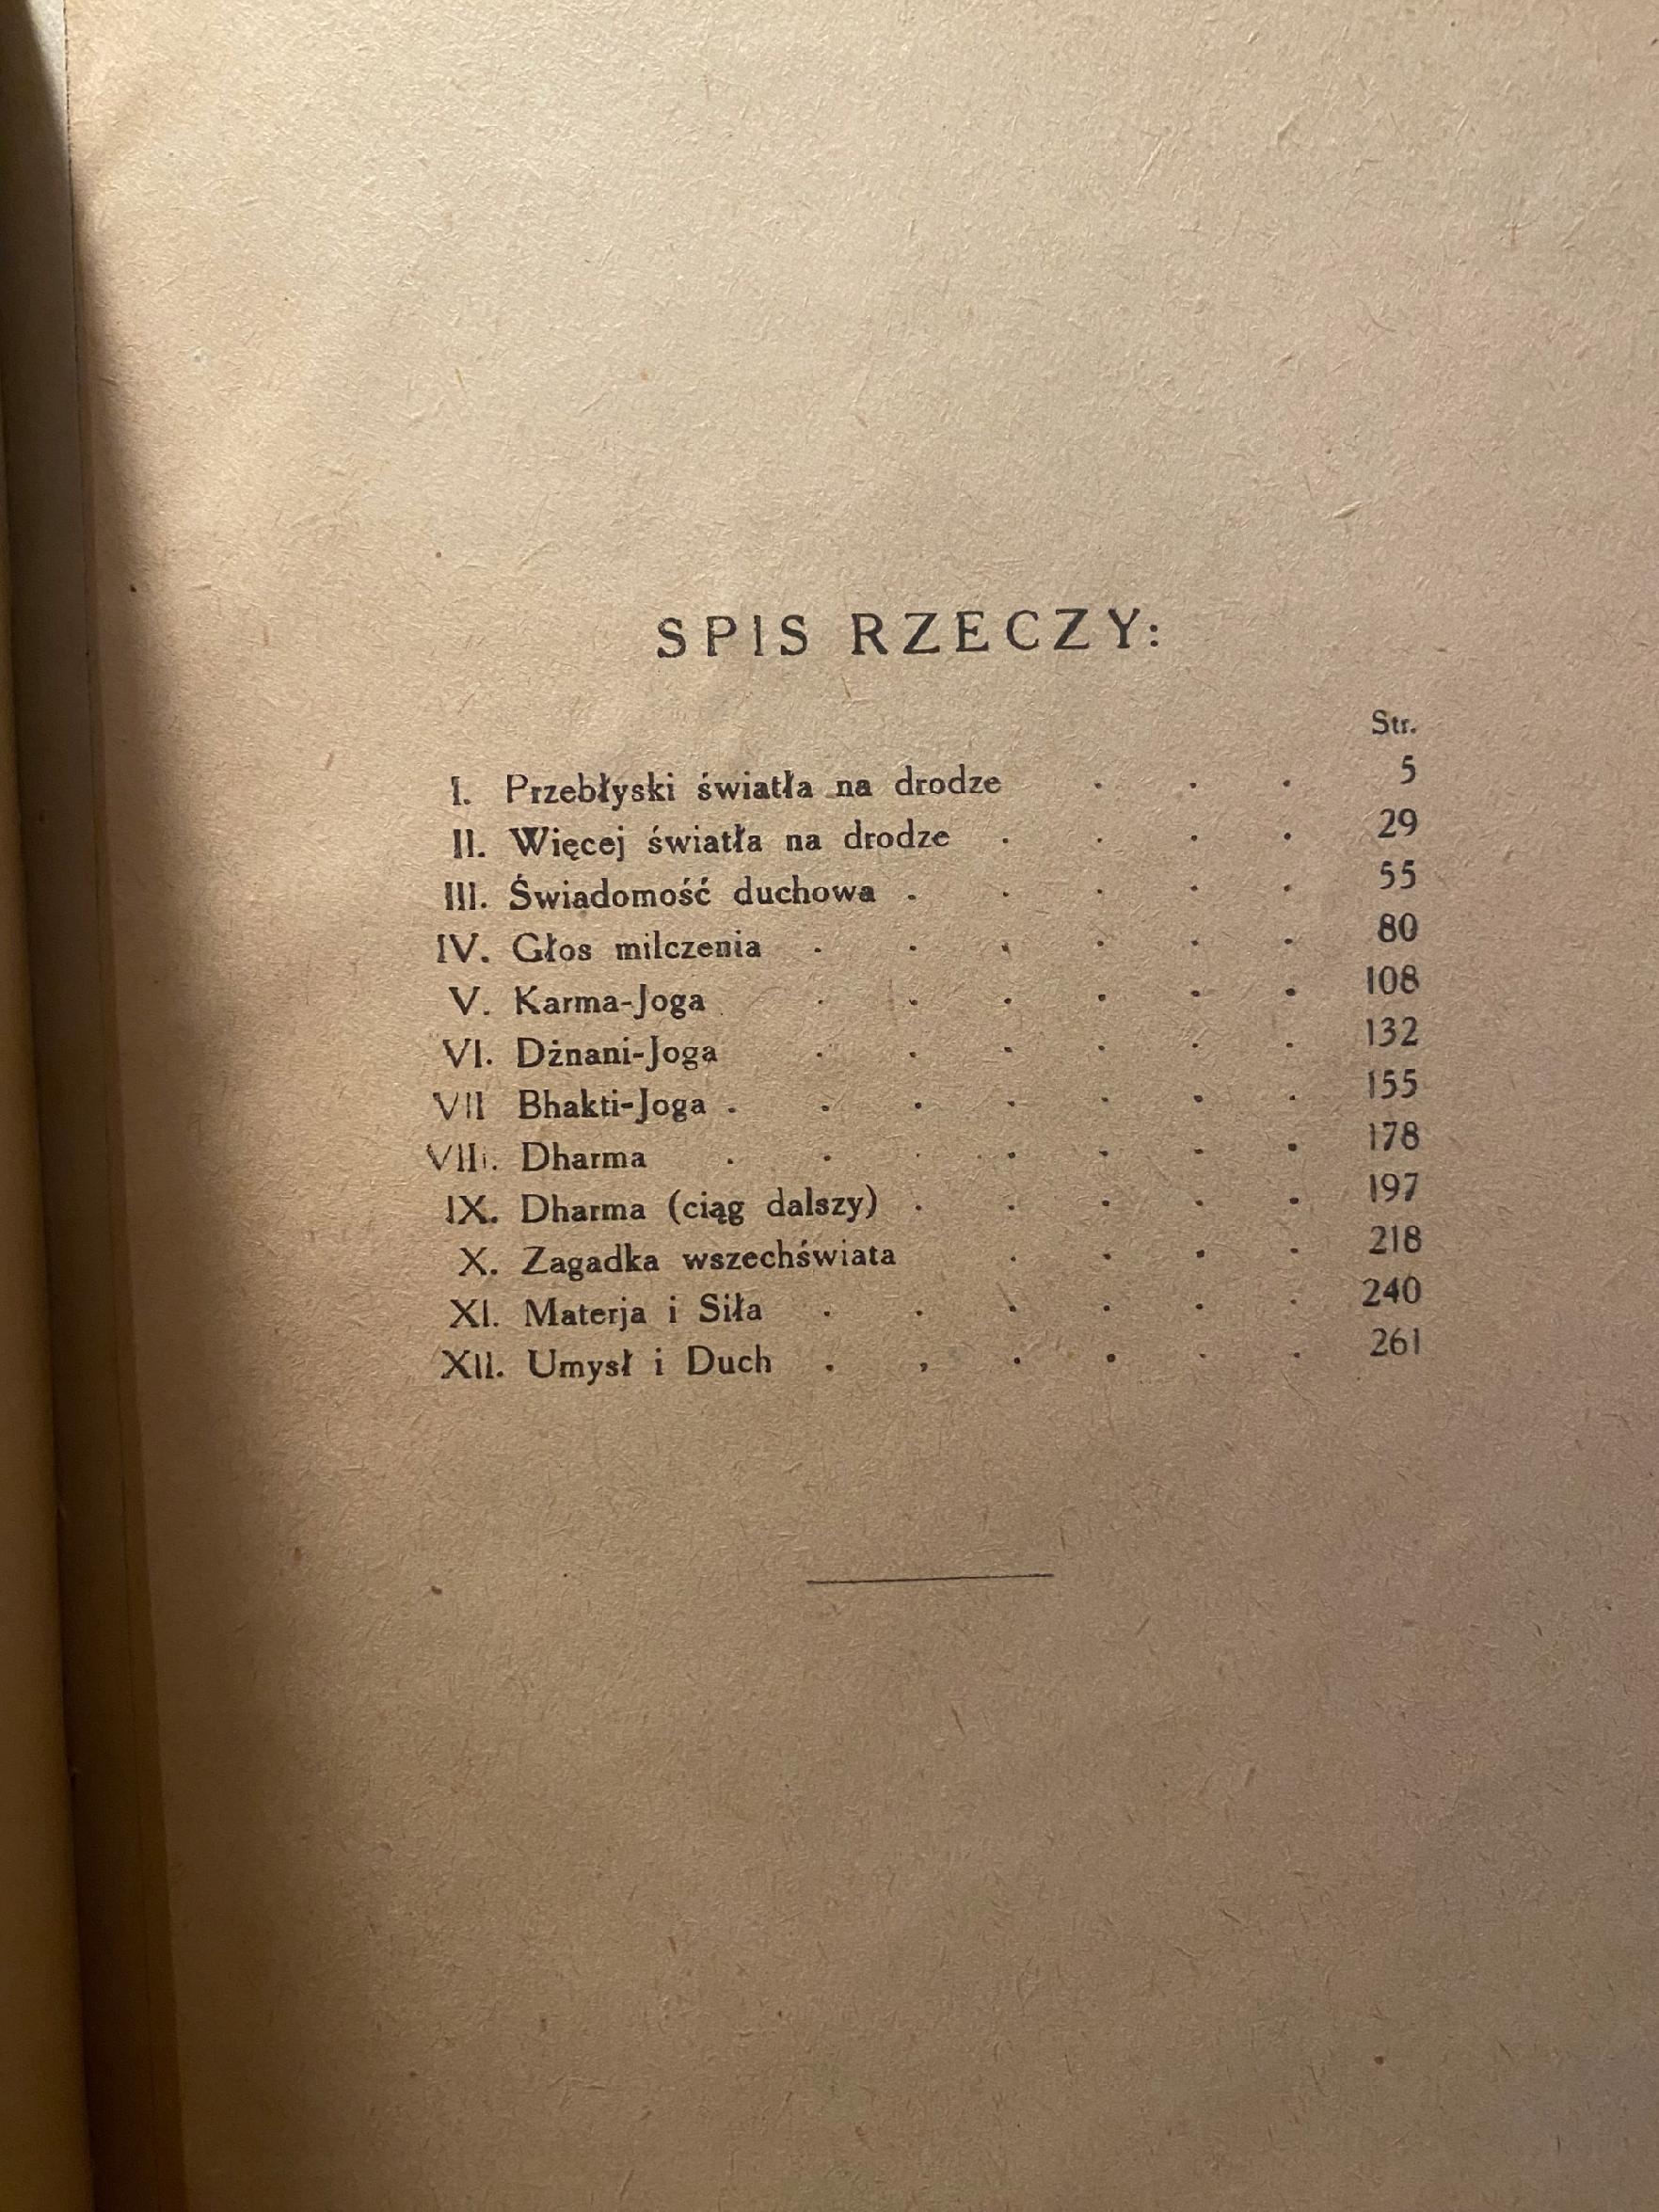 SPIS RZECZY:
Str.
I. Przebłyski światła na drodze . . . 5
II. Więcej światła na drodze . . . . 29
III. Świadomość duchowa . . . . . 55
IV. Głos milczenia . . . . . . 80
V. Karma-Joga . . . . . . 108
VI. Dżnani-Joga . . . . . . 132
VII Bhakti-Joga . . . . . . . 155
VIII. Dharma . . . . . . . 178
IX. Dharma (ciąg dalszy) . . . . . 197
X. Zagadka wszechświata . . . . 218
XI. Materja i Siła . . . . . . 240
XII. Umysł i Duch . . . . . . 261